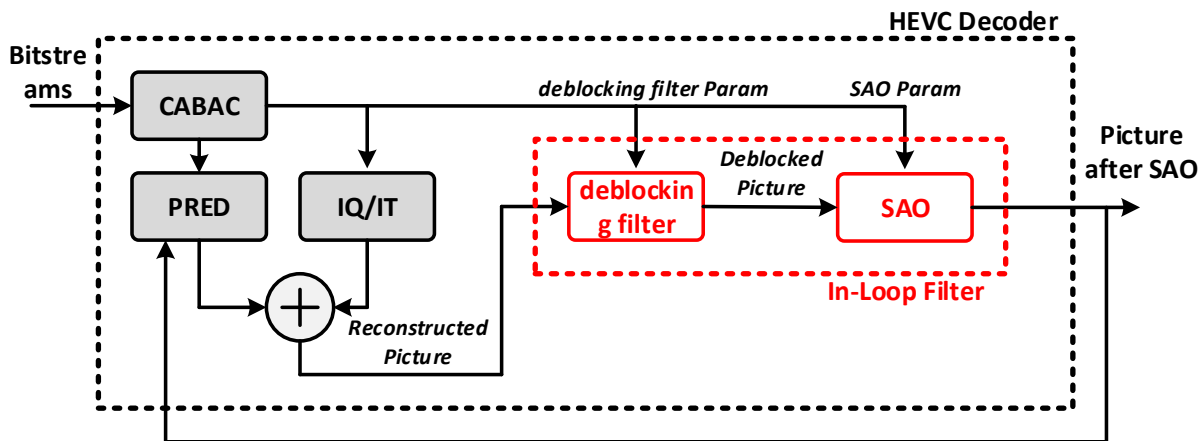 HEVC Decoder
Bitstre
ams
CABAC
deblocking filter Param
SAO Param
Picture
after SAO
Deblocked
Picture
PRED
IQ/IT
deblockin
g filter
SAO
In-Loop Filter
Reconstructed
Picture